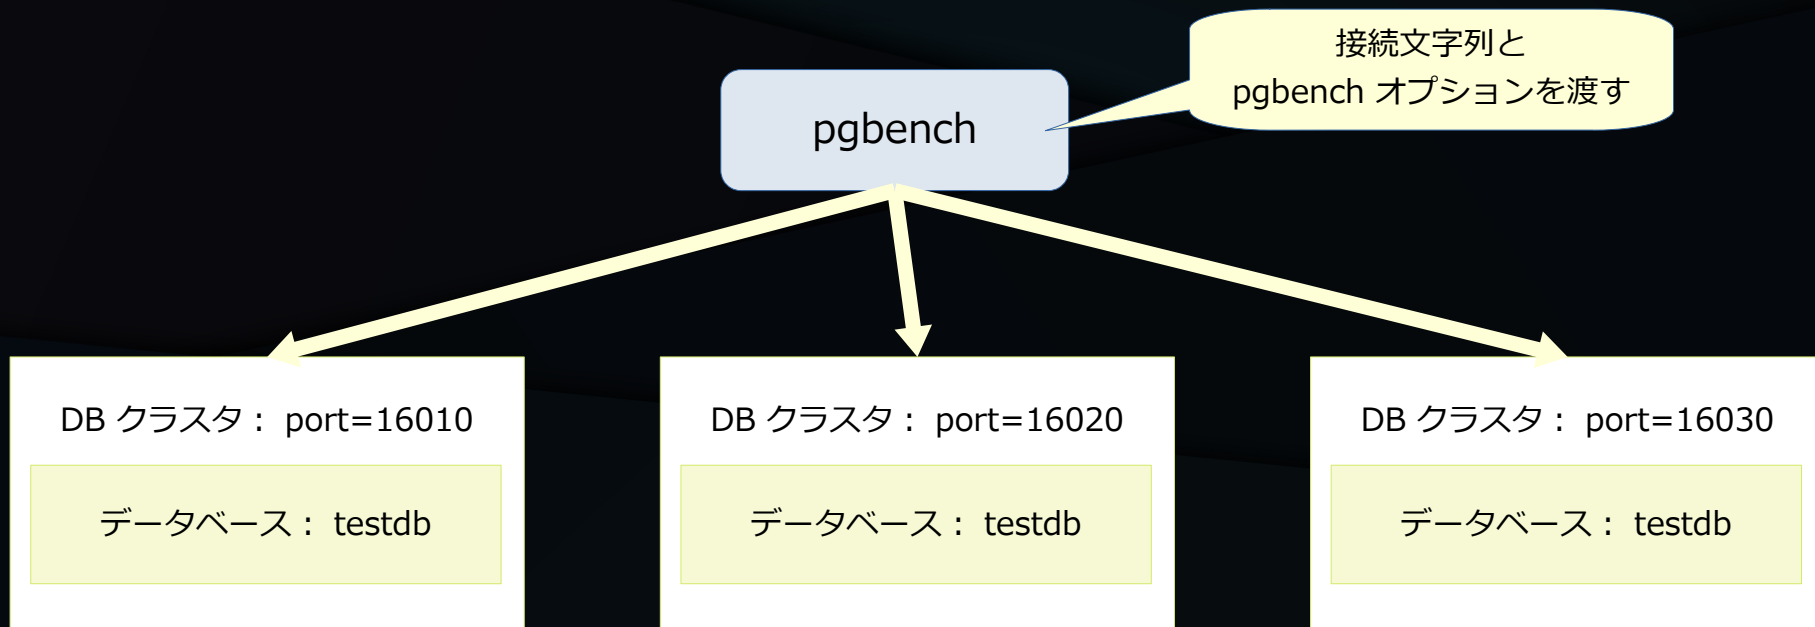 接続文字列と
pgbench オプションを渡す
pgbench
DB クラスタ： port=16010
データベース： testdb
DB クラスタ： port=16020
データベース： testdb
DB クラスタ： port=16030
データベース： testdb